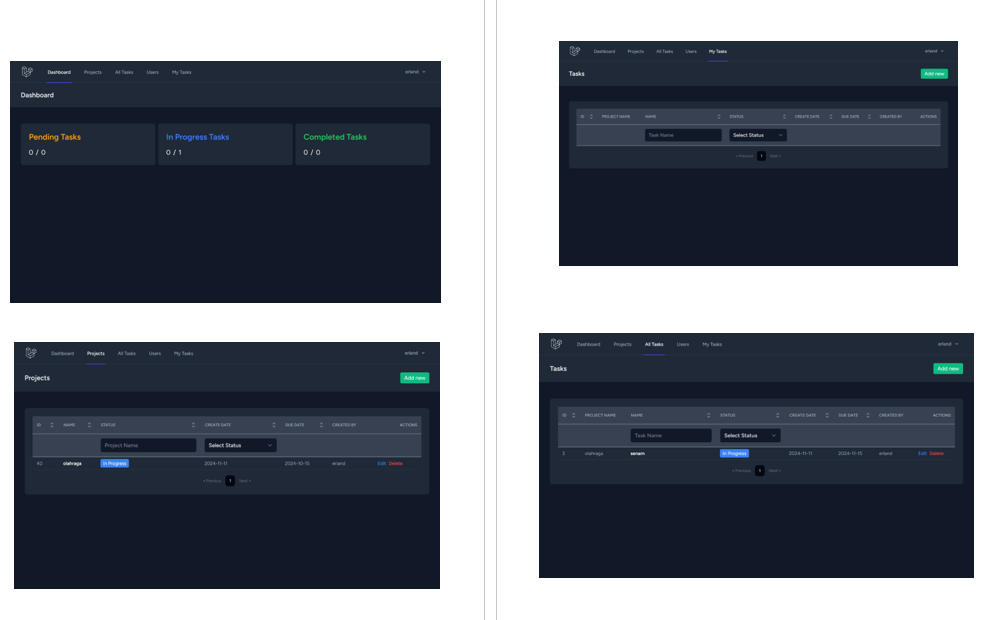 Dashboard Projects All Tasks Users My Tasks erland
Dashboard
Pending Tasks In Progress Tasks Completed Tasks
0 / 0 0 / 1 0 / 0
Dashboard Projects All Tasks Users My Tasks erland
Projects Add new
ID NAME STATUS CREATE DATE DUE DATE CREATED BY ACTIONS
Project Name Select Status
40 olahraga In Progress 2024-11-11 2024-10-15 erland Edit Delete
« Previous 1 Next »
Dashboard Projects All Tasks Users My Tasks erland
Tasks Add new
ID PROJECT NAME NAME STATUS CREATE DATE DUE DATE CREATED BY ACTIONS
Task Name Select Status
« Previous 1 Next »
Dashboard Projects All Tasks Users My Tasks erland
Tasks Add new
ID PROJECT NAME NAME STATUS CREATE DATE DUE DATE CREATED BY ACTIONS
Task Name Select Status
3 olahraga senam In Progress 2024-11-11 2024-11-15 erland Edit Delete
« Previous 1 Next »